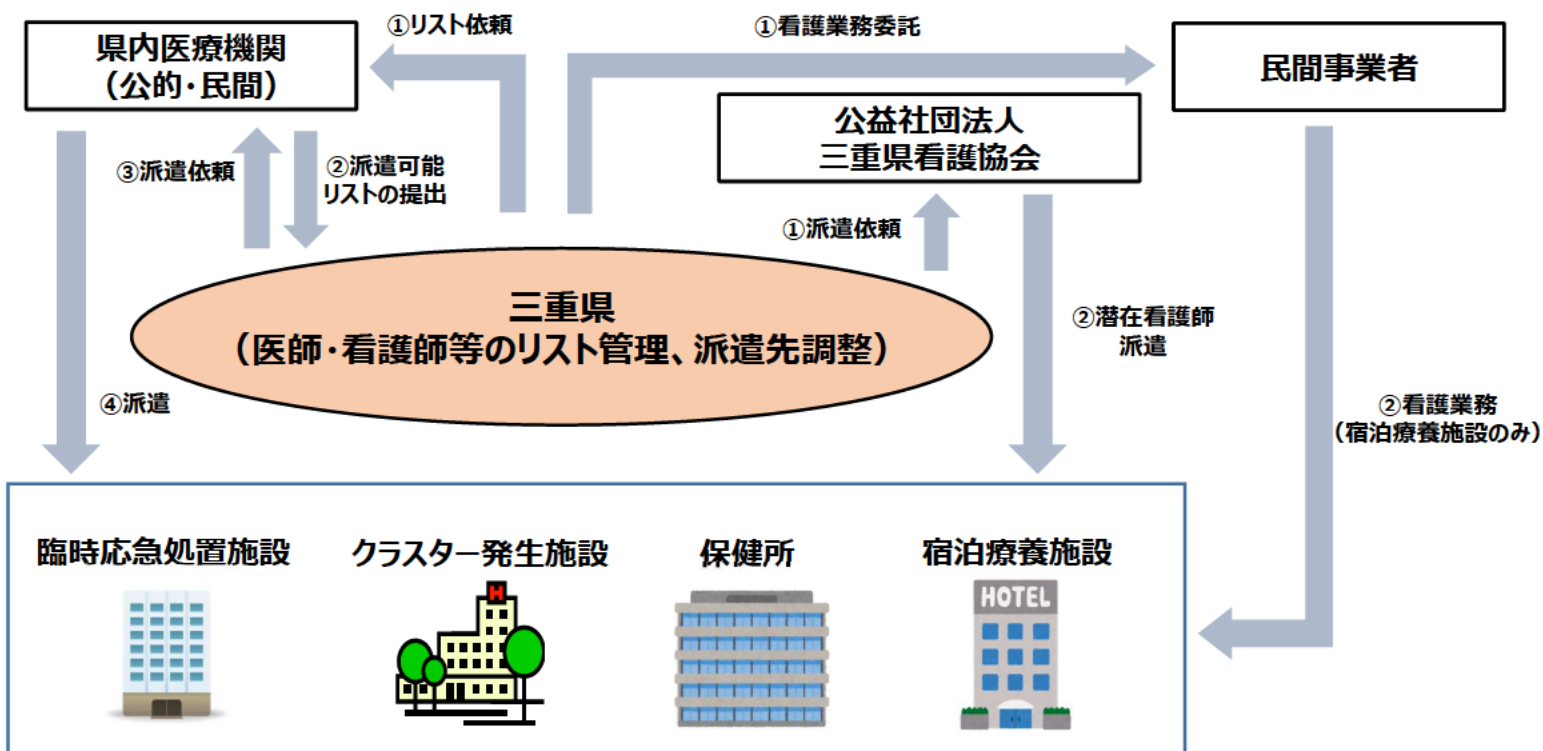 ①リスト依頼
①看護業務委託
県内医療機関
（公的・民間）
民間事業者
公益社団法人
三重県看護協会
③派遣依頼
②派遣可能
リストの提出
①派遣依頼
三重県
（医師・看護師等のリスト管理、派遣先調整）
②潜在看護師
派遣
④派遣
②看護業務
（宿泊療養施設のみ）
臨時応急処置施設
クラスター発生施設
保健所
宿泊療養施設
H
HOTEL